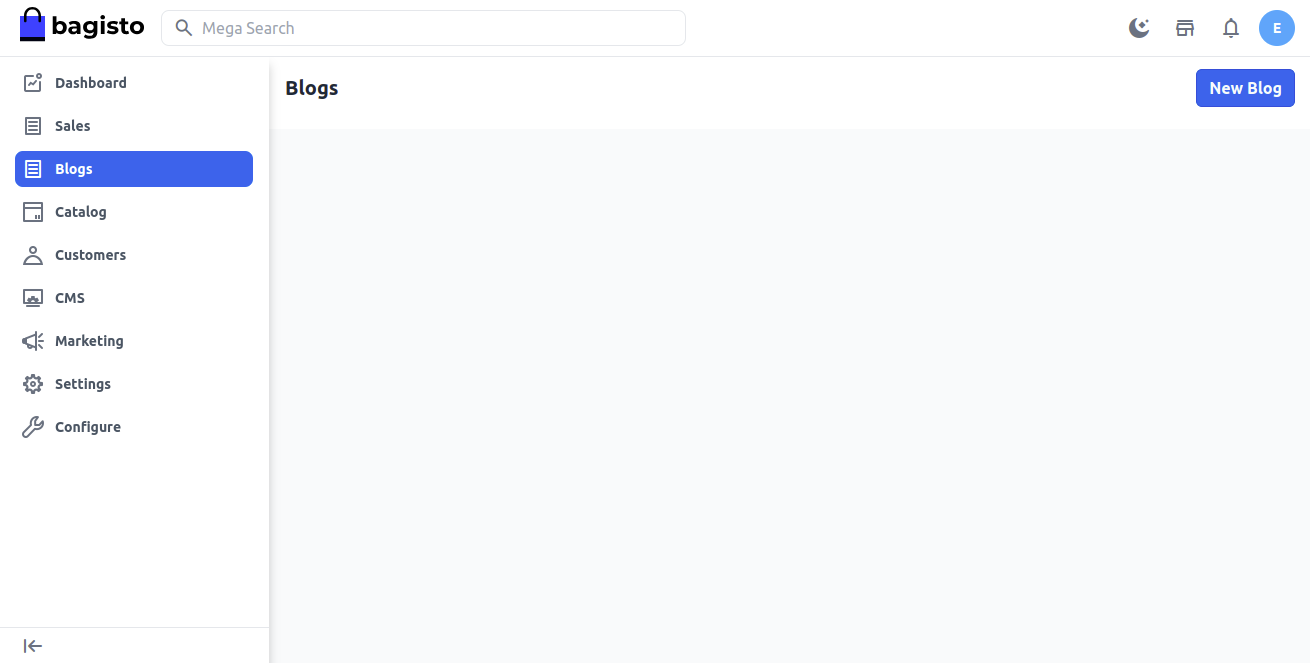 bagisto
Mega Search
E
Dashboard
Sales
Blogs
Catalog
Customers
CMS
Marketing
Settings
Configure
Blogs
New Blog